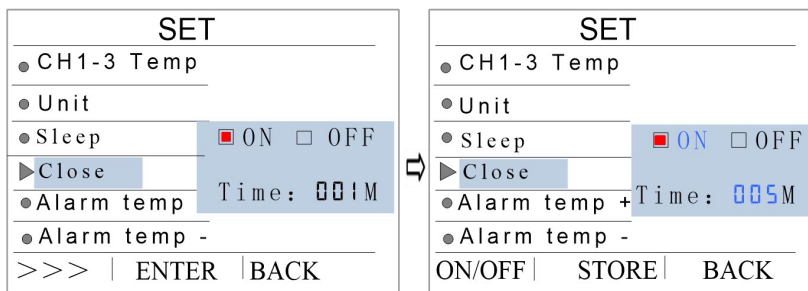 SET
CH1-3 Temp
Unit
Sleep
ON OFF
Close
Time: 001M
Alarm temp
Alarm temp -
>>> ENTER BACK
SET
CH1-3 Temp
Unit
Sleep
ON OFF
Close
Alarm temp +
Time: 005M
Alarm temp -
ON/OFF STORE BACK